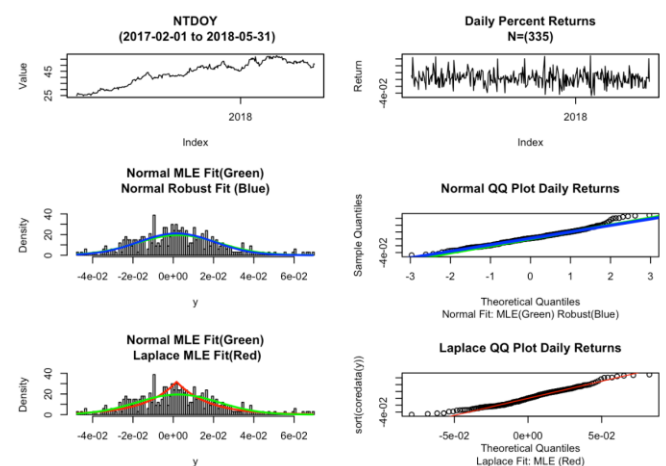 NTDOY
(2017-02-01 to 2018-05-31)
Value
25 45
2018
Index
Daily Percent Returns
N=(335)
Return
-4e-02
2018
Index
Normal MLE Fit(Green)
Normal Robust Fit (Blue)
Density
0 20 40
-4e-02 -2e-02 0e+00 2e-02 4e-02 6e-02
y
Normal QQ Plot Daily Returns
Sample Quantiles
-4e-02
-3 -2 -1 0 1 2 3
Theoretical Quantiles
Normal Fit: MLE(Green) Robust(Blue)
Normal MLE Fit(Green)
Laplace MLE Fit(Red)
Density
0 20 40
-4e-02 -2e-02 0e+00 2e-02 4e-02 6e-02
y
Laplace QQ Plot Daily Returns
sort(coredata(y))
-4e-02
-5e-02 0e+00 5e-02
Theoretical Quantiles
Laplace Fit: MLE (Red)